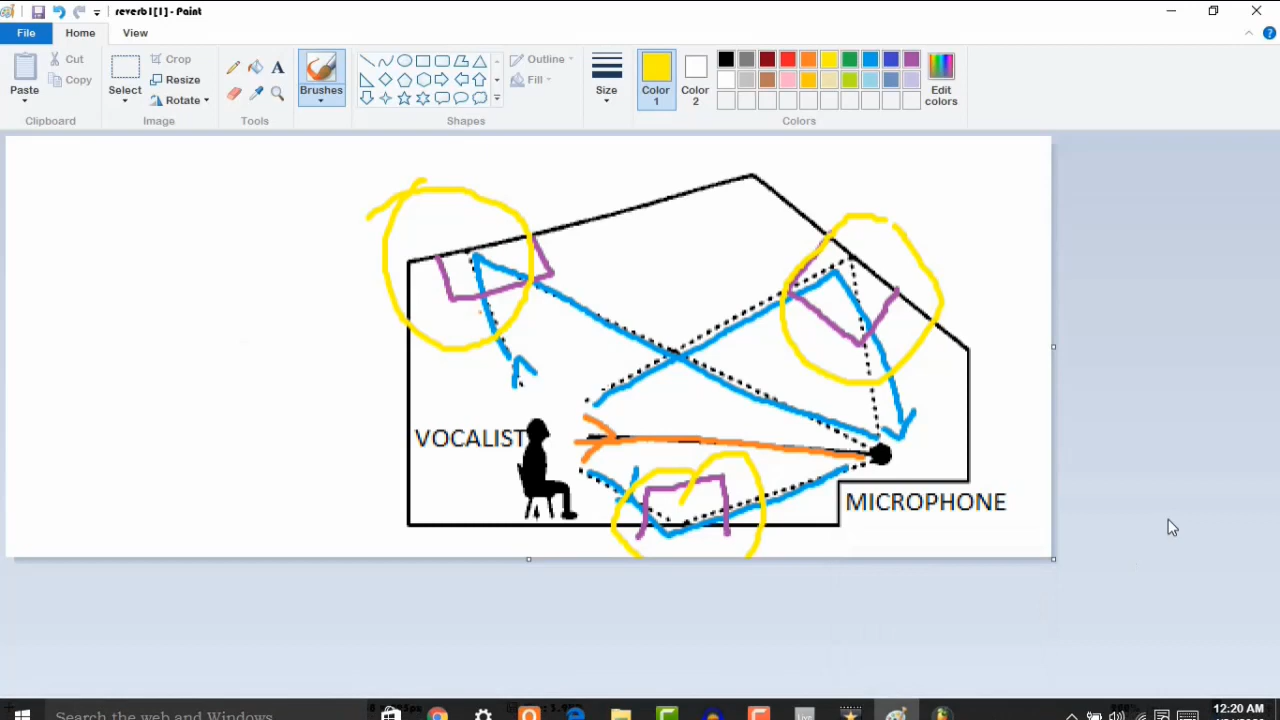 reverb1[1] - Paint
File Home View
Paste
Cut
Copy
Clipboard
Select
Crop
Resize
Rotate
Image
Tools
Brushes
Shapes
Outline
Fill
Size
Color 1
Color 2
Edit colors
Colors
VOCALIST
MICROPHONE
Search the web and Windows
12:20 AM